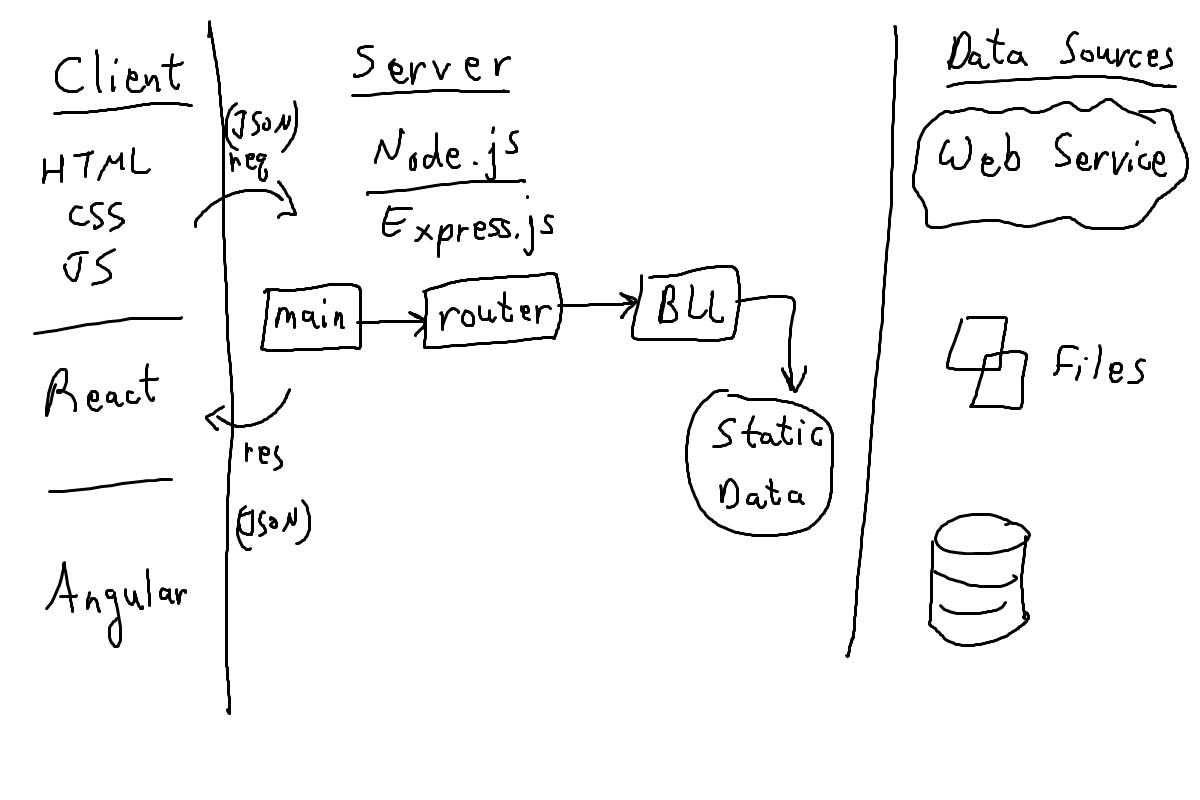 Client
HTML
CSS
JS
React
Angular
(JSON)
req
res
(JSON)
Server
Node.js
Express.js
main
router
BLL
Static
Data
Data Sources
Web Service
Files